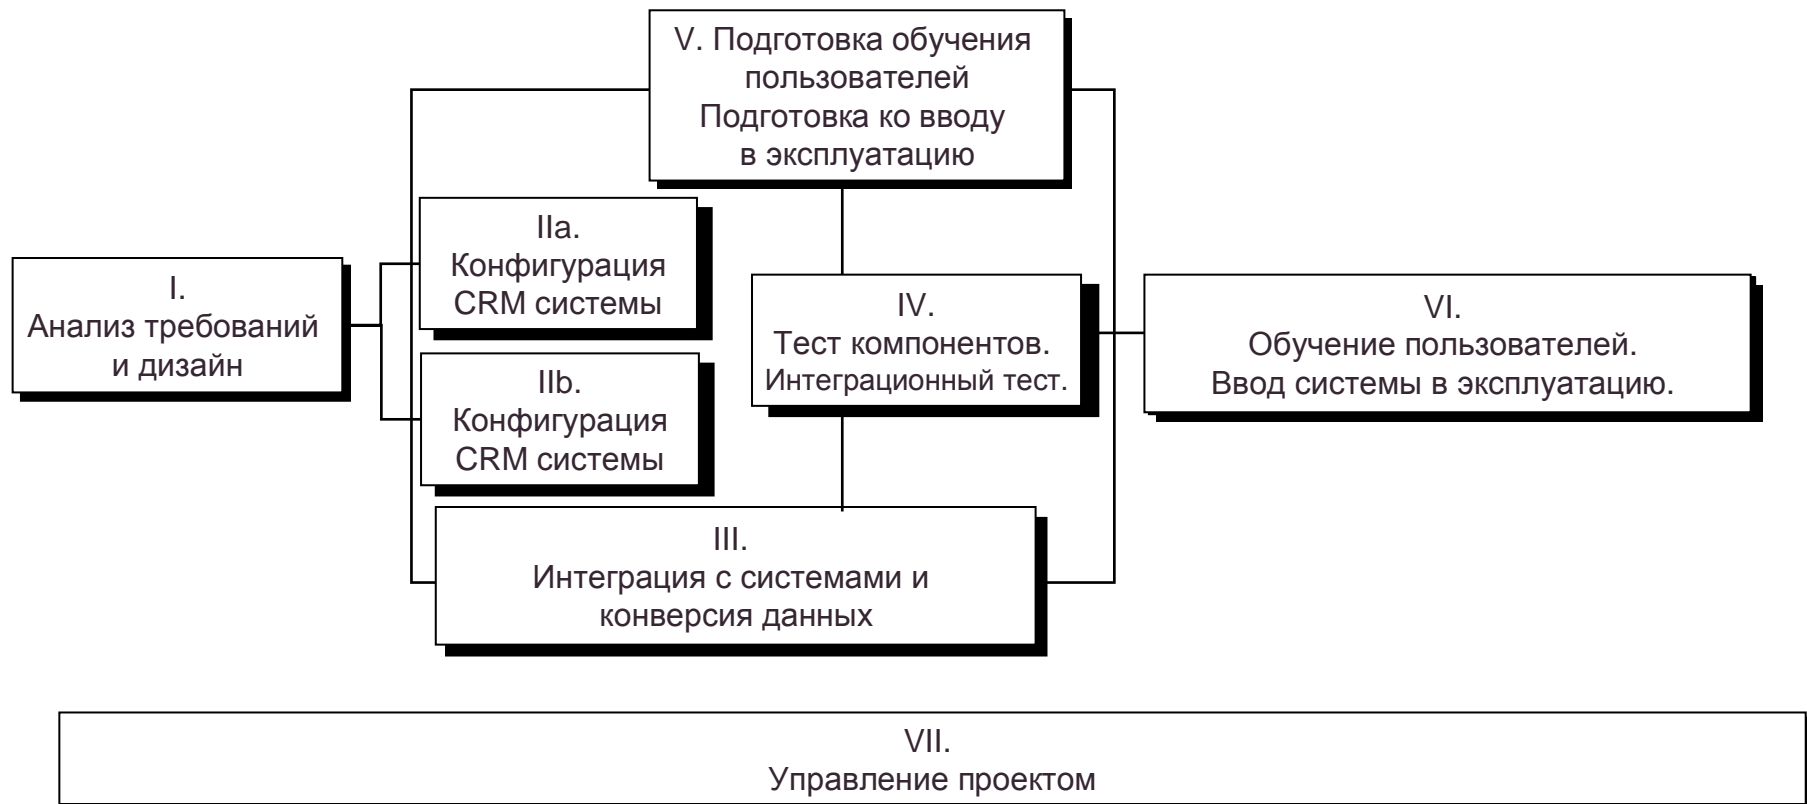 V. Подготовка обучения
пользователей
Подготовка ко вводу
в эксплуатацию
IIa.
Конфигурация
CRM системы
I.
Анализ требований
и дизайн
IV.
Тест компонентов.
Интеграционный тест.
VI.
Обучение пользователей.
Ввод системы в эксплуатацию.
IIb.
Конфигурация
CRM системы
III.
Интеграция с системами и
конверсия данных
VII.
Управление проектом